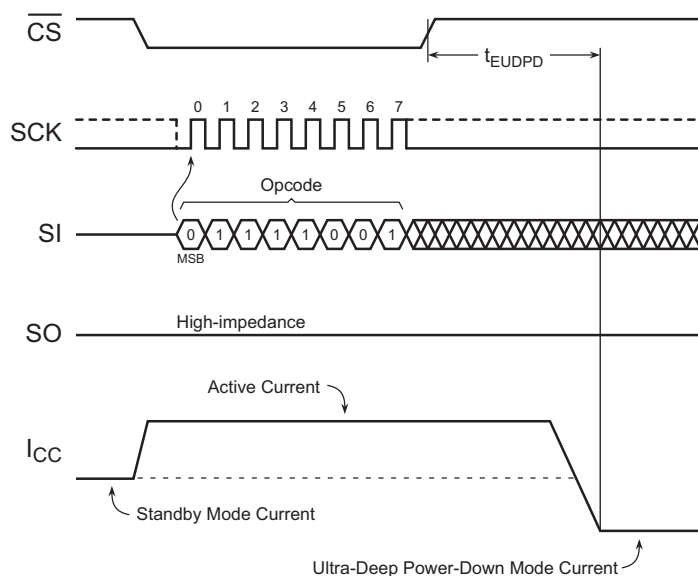 CS
tEUDPD
0 1 2 3 4 5 6 7
SCK
Opcode
SI
0 1 1 1 1 0 0 1
MSB
High-impedance
SO
Active Current
ICC
Standby Mode Current
Ultra-Deep Power-Down Mode Current